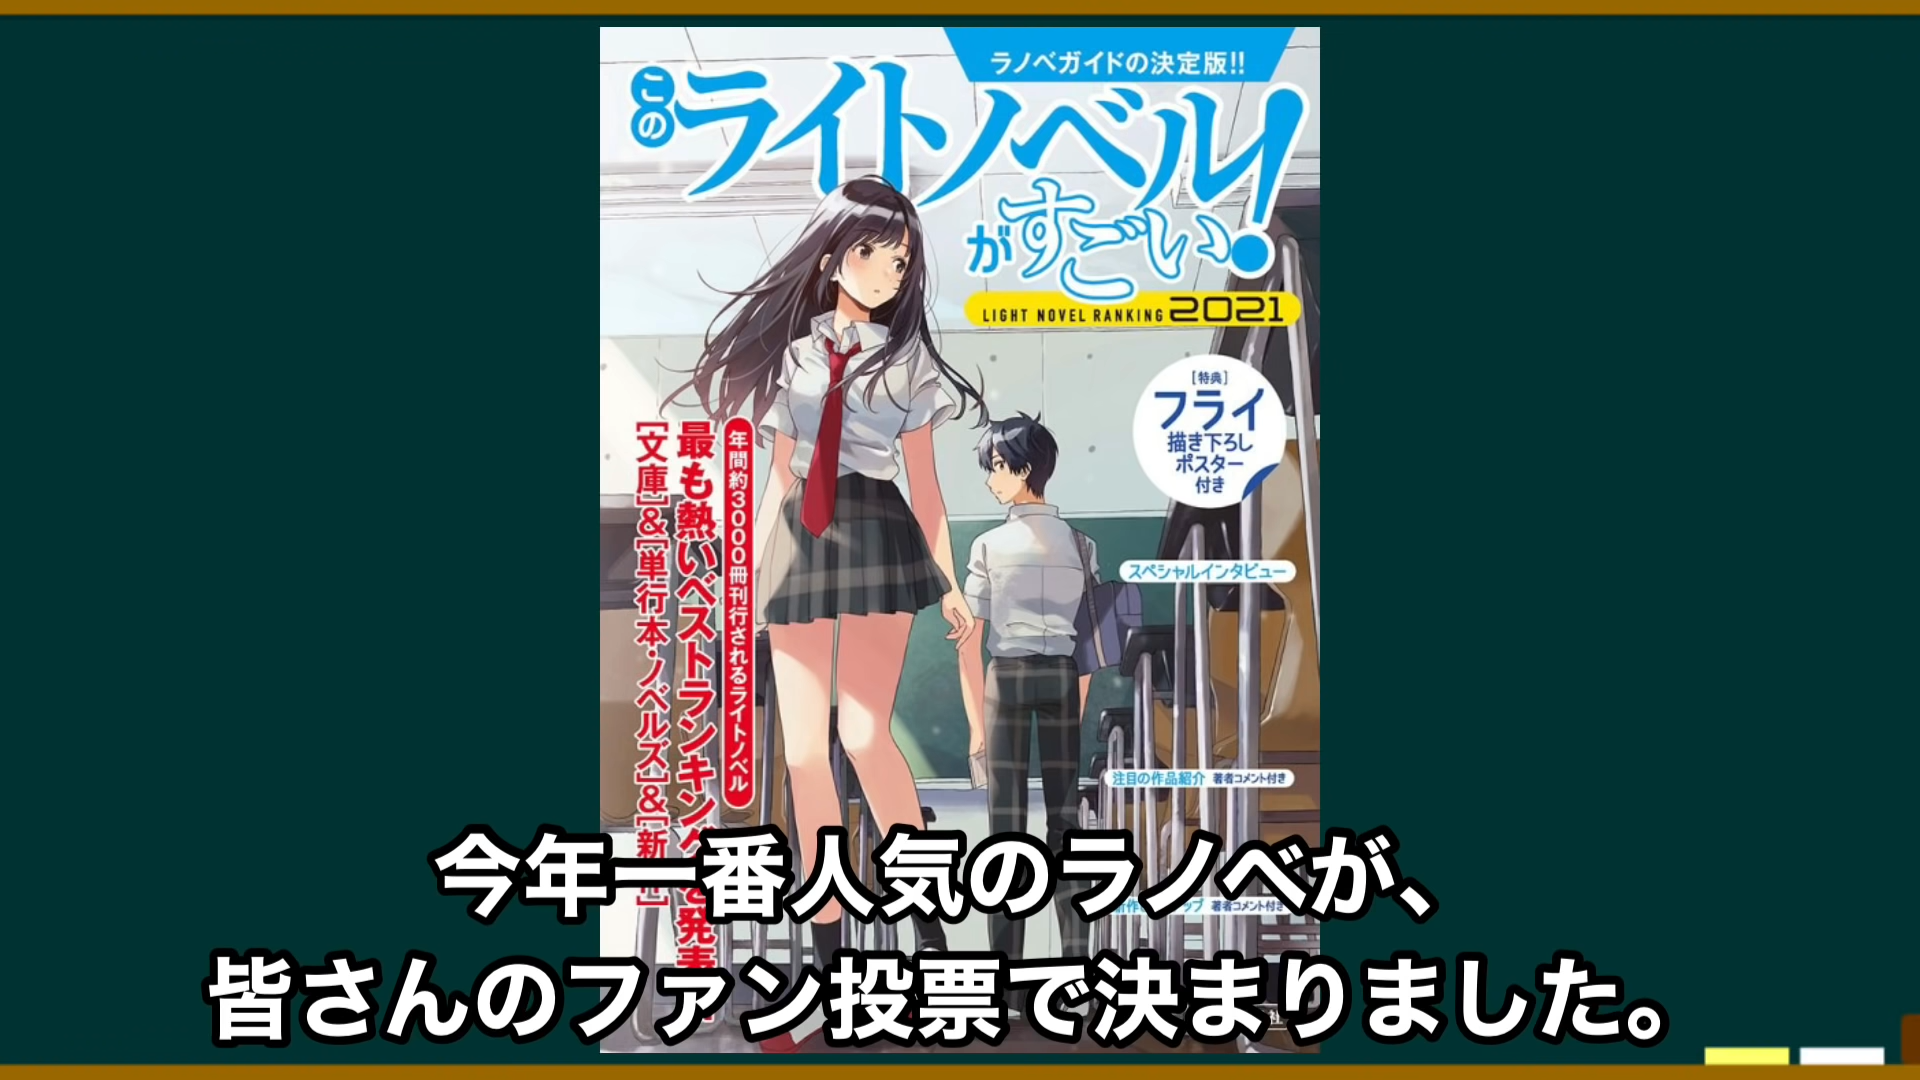 ラノベガイドの決定版!!
このライトノベルがすごい!
LIGHT NOVEL RANKING 2021
[特典]
フライ
描き下ろし
ポスター
付き
年間約3000冊刊行されるライトノベル
最も熱いベストランキング
発表
[文庫]&[単行本・ノベルズ]&[新
スペシャルインタビュー
注目の作品紹介 著者コメント付き
著者コメント付き
今年一番人気のラノベが、
皆さんのファン投票で決まりました。